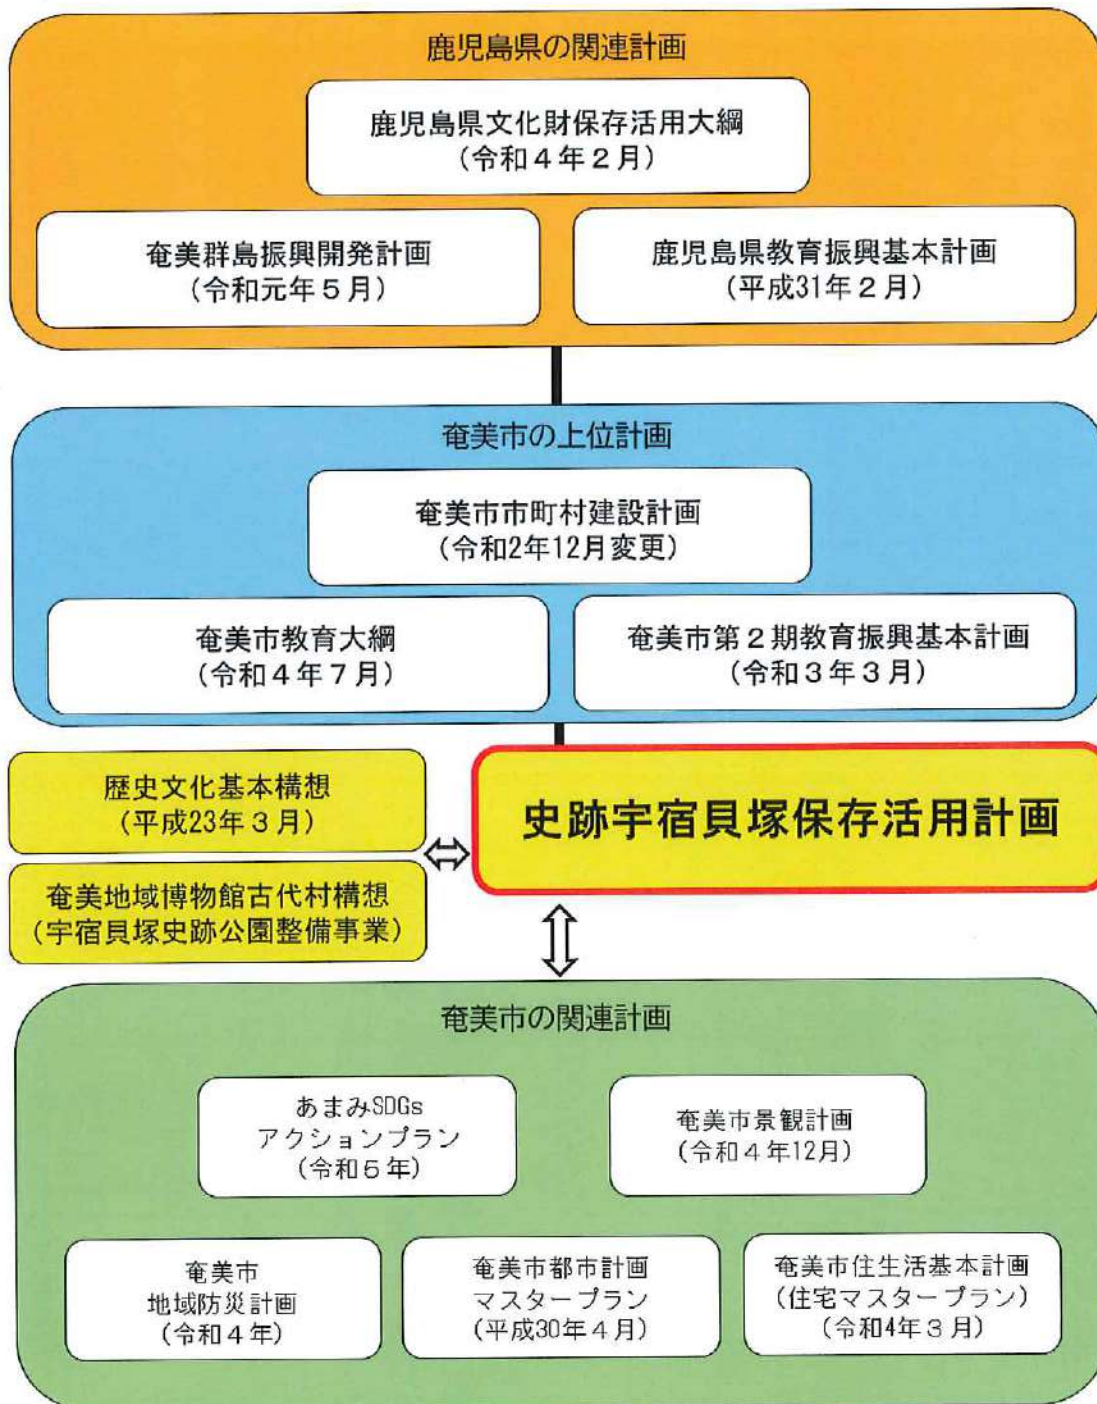 鹿児島県の関連計画
鹿児島県文化財保存活用大綱
(令和４年２月)
奄美群島振興開発計画
(令和元年５月)
鹿児島県教育振興基本計画
(平成31年２月)
奄美市の上位計画
奄美市市町村建設計画
(令和2年12月変更)
奄美市教育大綱
(令和４年７月)
奄美市第２期教育振興基本計画
(令和３年３月)
歴史文化基本構想
(平成23年３月)
奄美地域博物館古代村構想
(宇宿貝塚史跡公園整備事業)
史跡宇宿貝塚保存活用計画
奄美市の関連計画
あまみSDGs
アクションプラン
(令和５年)
奄美市景観計画
(令和４年12月)
奄美市
地域防災計画
(令和４年)
奄美市都市計画
マスタープラン
(平成30年４月)
奄美市住生活基本計画
(住宅マスタープラン)
(令和4年３月)